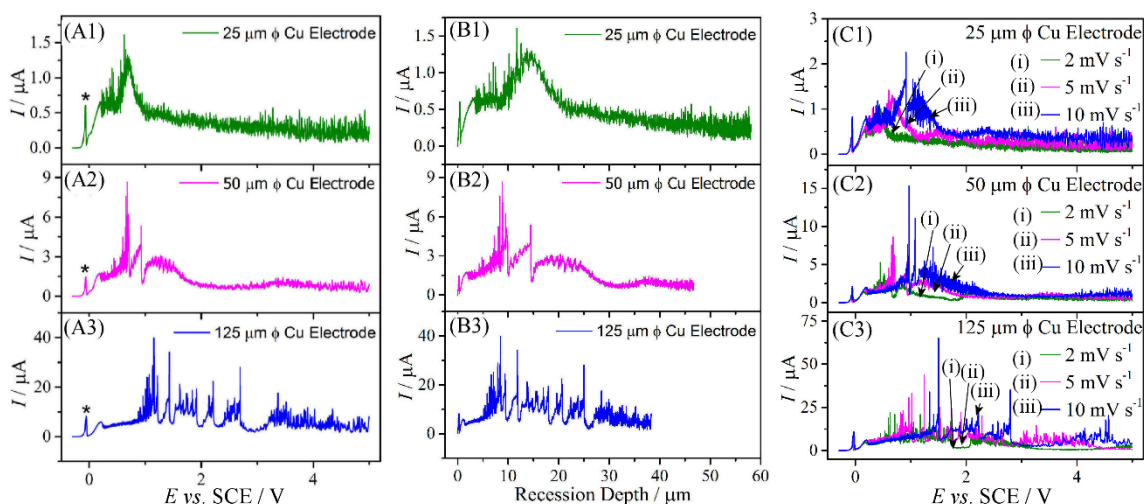 (A1)
25 μm ϕ Cu Electrode
1.5
1.0
0.5
0.0
I / μA
*
(A2)
50 μm ϕ Cu Electrode
9
6
3
0
I / μA
*
(A3)
125 μm ϕ Cu Electrode
40
20
0
I / μA
*
0 2 4
E vs. SCE / V
(B1)
25 μm ϕ Cu Electrode
1.5
1.0
0.5
0.0
I / μA
(B2)
50 μm ϕ Cu Electrode
9
6
3
0
I / μA
(B3)
125 μm ϕ Cu Electrode
40
20
0
I / μA
0 10 20 30 40 50 60
Recession Depth / μm
(C1)
25 μm ϕ Cu Electrode
(i) 2 mV s⁻¹
(ii) 5 mV s⁻¹
(iii) 10 mV s⁻¹
(i)
(ii)
(iii)
3
2
1
0
I / μA
(C2)
50 μm ϕ Cu Electrode
(i) 2 mV s⁻¹
(ii) 5 mV s⁻¹
(iii) 10 mV s⁻¹
(i)
(ii)
(iii)
15
10
5
0
I / μA
(C3)
125 μm ϕ Cu Electrode
(i) 2 mV s⁻¹
(ii) 5 mV s⁻¹
(iii) 10 mV s⁻¹
(i)
(ii)
(iii)
75
50
25
0
I / μA
0 2 4
E vs. SCE / V